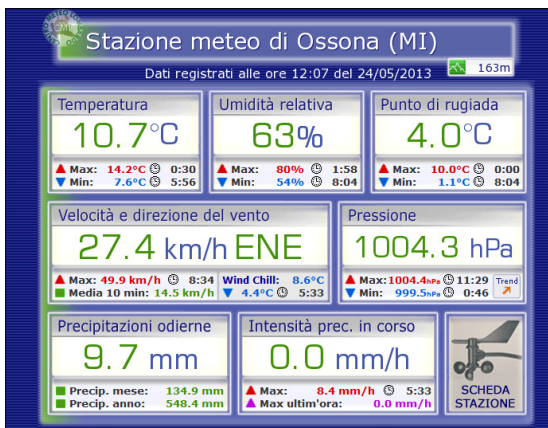 Stazione meteo di Ossona (MI)
Dati registrati alle ore 12:07 del 24/05/2013
163m
Temperatura
10.7°C
Max: 14.2°C 0:30
Min: 7.6°C 5:56
Umidità relativa
63%
Max: 80% 1:58
Min: 54% 8:04
Punto di rugiada
4.0°C
Max: 10.0°C 0:00
Min: 1.1°C 8:04
Velocità e direzione del vento
27.4 km/h ENE
Max: 49.9 km/h 8:34 Wind Chill: 8.6°C
Media 10 min: 14.5 km/h 4.4°C 5:33
Pressione
1004.3 hPa
Max: 1004.4hPa 11:29
Min: 999.5hPa 0:46
Trend
Precipitazioni odierne
9.7 mm
Precip. mese: 134.9 mm
Precip. anno: 548.4 mm
Intensità prec. in corso
0.0 mm/h
Max: 8.4 mm/h 5:33
Max ultim'ora: 0.0 mm/h
SCHEDA
STAZIONE